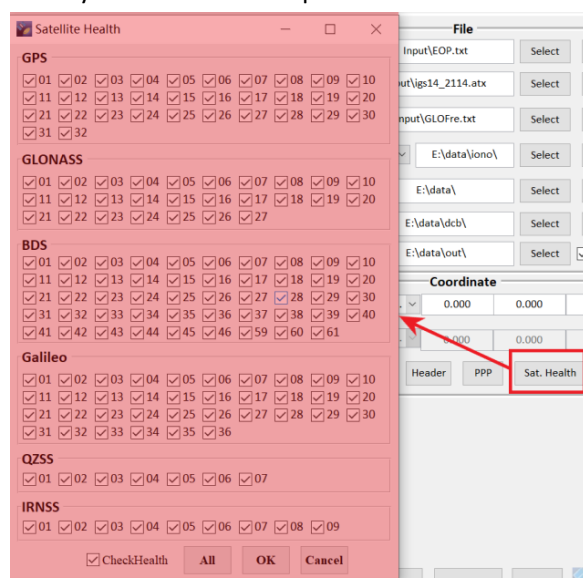 Satellite Health
GPS
01 02 03 04 05 06 07 08 09 10
11 12 13 14 15 16 17 18 19 20
21 22 23 24 25 26 27 28 29 30
31 32
GLONASS
01 02 03 04 05 06 07 08 09 10
11 12 13 14 15 16 17 18 19 20
21 22 23 24 25 26 27
BDS
01 02 03 04 05 06 07 08 09 10
11 12 13 14 15 16 17 18 19 20
21 22 23 24 25 26 27 28 29 30
31 32 33 34 35 36 37 38 39 40
41 42 43 44 45 46 59 60 61
Galileo
01 02 03 04 05 06 07 08 09 10
11 12 13 14 15 16 17 18 19 20
21 22 23 24 25 26 27 28 29 30
31 32 33 34 35 36
QZSS
01 02 03 04 05 06 07
IRNSS
01 02 03 04 05 06 07 08 09
CheckHealth All OK Cancel
File
Input\EOP.txt Select
ut\igs14_2114.atx Select
nput\GLOFre.txt Select
E:\data\iono\ Select
E:\data\ Select
E:\data\dcb\ Select
E:\data\out\ Select
Coordinate
0.000 0.000
0.000 0.000
Header PPP Sat. Health